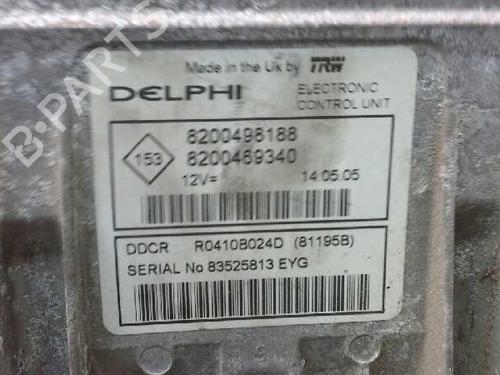 Made in the Uk by TRW
DELPHI
ELECTRONIC
CONTROL UNIT
153
8200498188
8200469340
12V=
14.05.05
DDCR R04108024D (81195B)
SERIAL No 83525813 EYG
B-PARTS